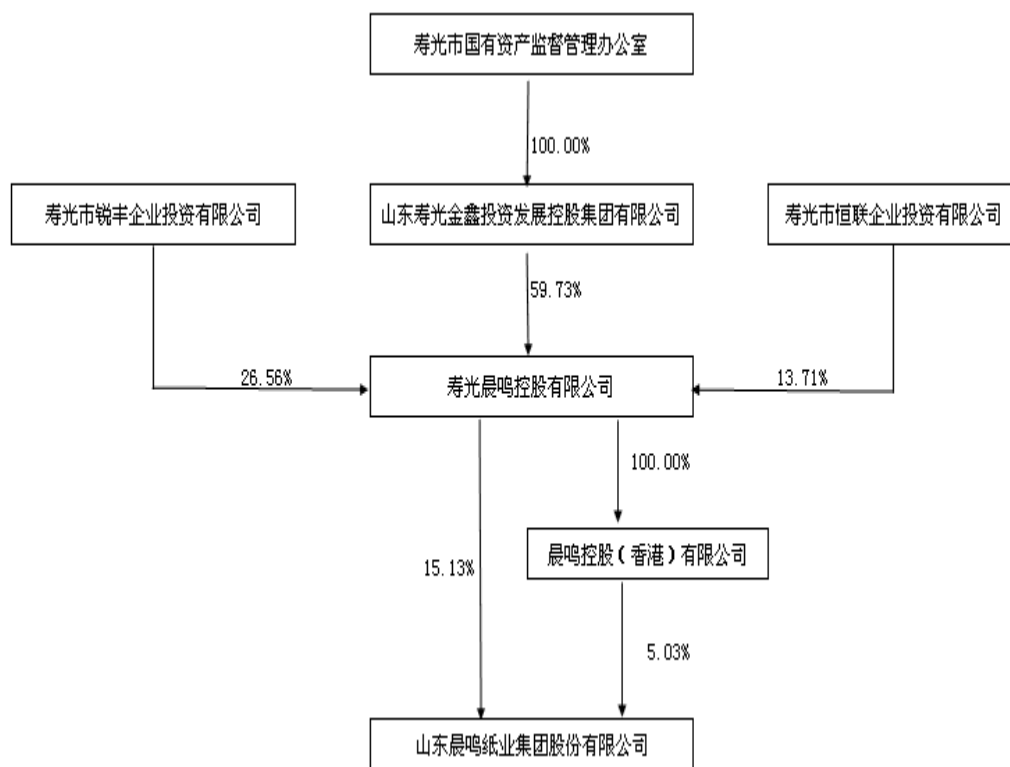 寿光市国有资产监督管理办公室
100.00%
寿光市锐丰企业投资有限公司
山东寿光金鑫投资发展控股集团有限公司
寿光市恒联企业投资有限公司
59.73%
26.56%
寿光晨鸣控股有限公司
13.71%
100.00%
晨鸣控股（香港）有限公司
15.13%
5.03%
山东晨鸣纸业集团股份有限公司